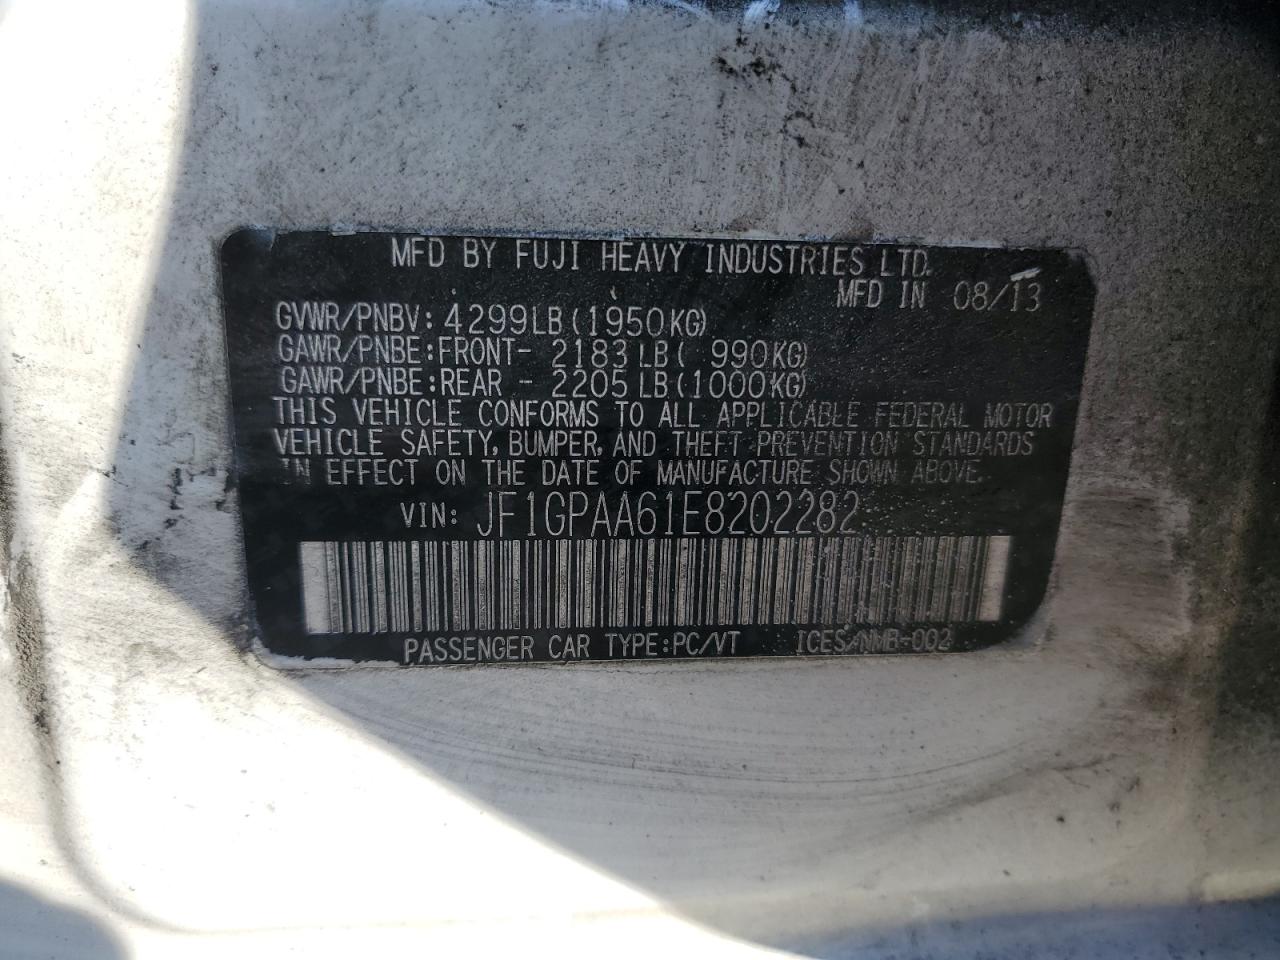 MFD BY FUJI HEAVY INDUSTRIES LTD.
MFD IN 08/13
GVWR/PNBV: 4299LB(1950KG)
GAWR/PNBE:FRONT- 2183 LB( 990KG)
GAWR/PNBE:REAR - 2205 LB(1000KG)
THIS VEHICLE CONFORMS TO ALL APPLICABLE FEDERAL MOTOR
VEHICLE SAFETY, BUMPER, AND THEFT PREVENTION STANDARDS
IN EFFECT ON THE DATE OF MANUFACTURE SHOWN ABOVE.
VIN: JF1GPAA61E8202282
PASSENGER CAR TYPE:PC/VT ICES/NMB-002